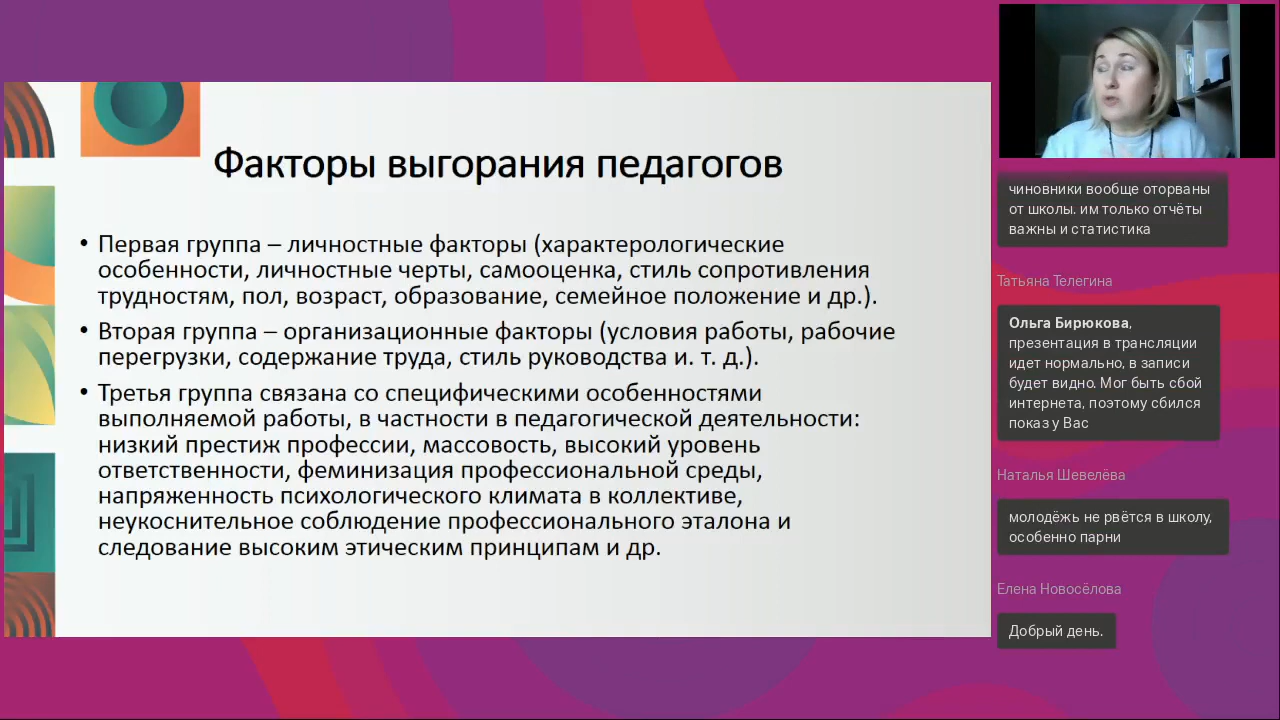 Факторы выгорания педагогов
• Первая группа – личностные факторы (характерологические
особенности, личностные черты, самооценка, стиль сопротивления
трудностям, пол, возраст, образование, семейное положение и др.).
• Вторая группа – организационные факторы (условия работы, рабочие
перегрузки, содержание труда, стиль руководства и. т. д.).
• Третья группа связана со специфическими особенностями
выполняемой работы, в частности в педагогической деятельности:
низкий престиж профессии, массовость, высокий уровень
ответственности, феминизация профессиональной среды,
напряженность психологического климата в коллективе,
неукоснительное соблюдение профессионального эталона и
следование высоким этическим принципам и др.
чиновники вообще оторваны
от школы. им только отчёты
важны и статистика
Татьяна Телегина
Ольга Бирюкова,
презентация в трансляции
идет нормально, в записи
будет видно. Мог быть сбой
интернета, поэтому сбился
показ у Вас
Наталья Шевелёва
молодёжь не рвётся в школу,
особенно парни
Елена Новосёлова
Добрый день.